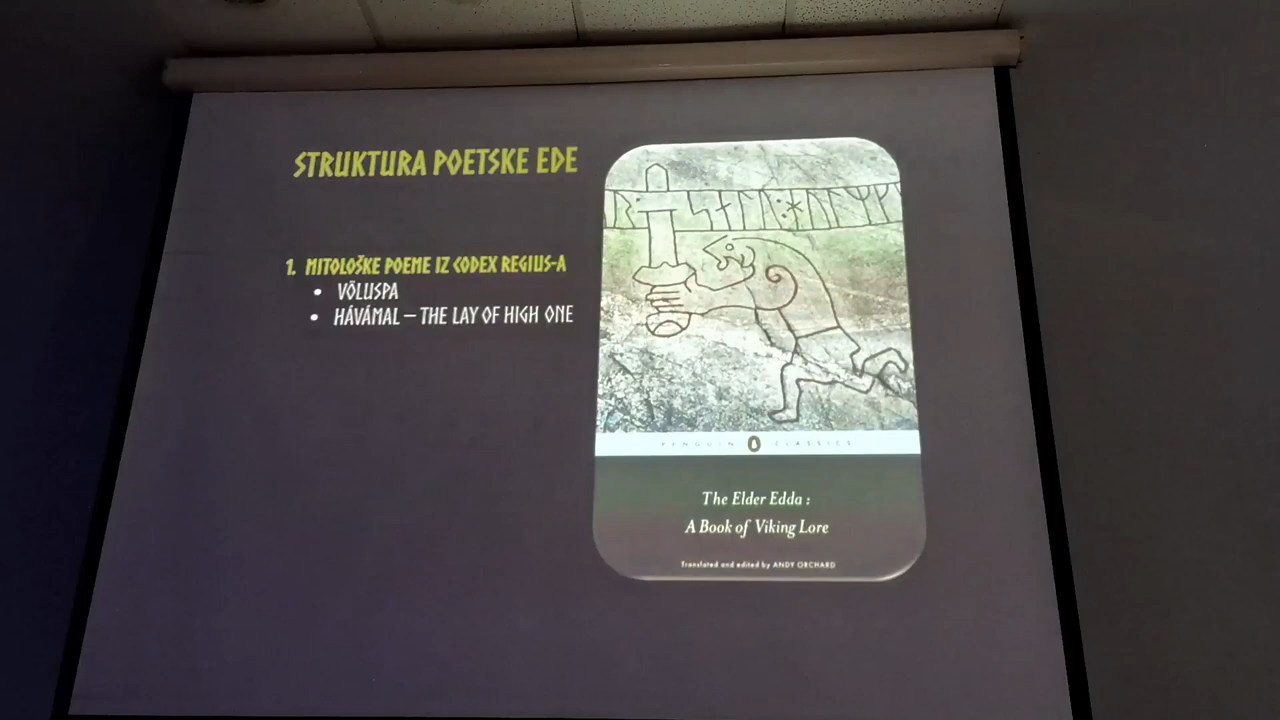 STRUKTURA POETSKE EDE
1. MITOLOŠKE POEME IZ CODEX REGIUS-A
• VÖLUSPA
• HÁVÁMAL – THE LAY OF HIGH ONE
PENGUIN CLASSICS
The Elder Edda :
A Book of Viking Lore
Translated and edited by ANDY ORCHARD